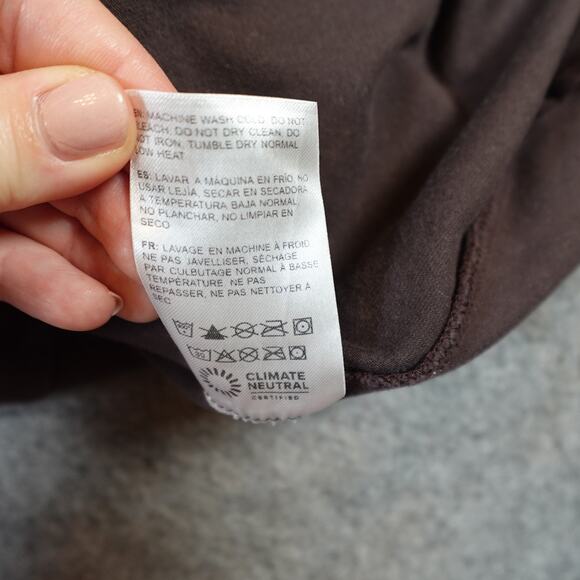 EN: MACHINE WASH COLD, DO NOT
BLEACH, DO NOT DRY CLEAN, DO
NOT IRON, TUMBLE DRY NORMAL
LOW HEAT
ES: LAVAR A MÁQUINA EN FRÍO, NO
USAR LEJÍA, SECAR EN SECADORA
A TEMPERATURA BAJA NORMAL,
NO PLANCHAR, NO LIMPIAR EN
SECO
FR: LAVAGE EN MACHINE À FROID,
NE PAS JAVELLISER, SÉCHAGE
PAR CULBUTAGE NORMAL À BASSE
TEMPÉRATURE, NE PAS
REPASSER, NE PAS NETTOYER À
SEC
30
CLIMATE
NEUTRAL
CERTIFIED